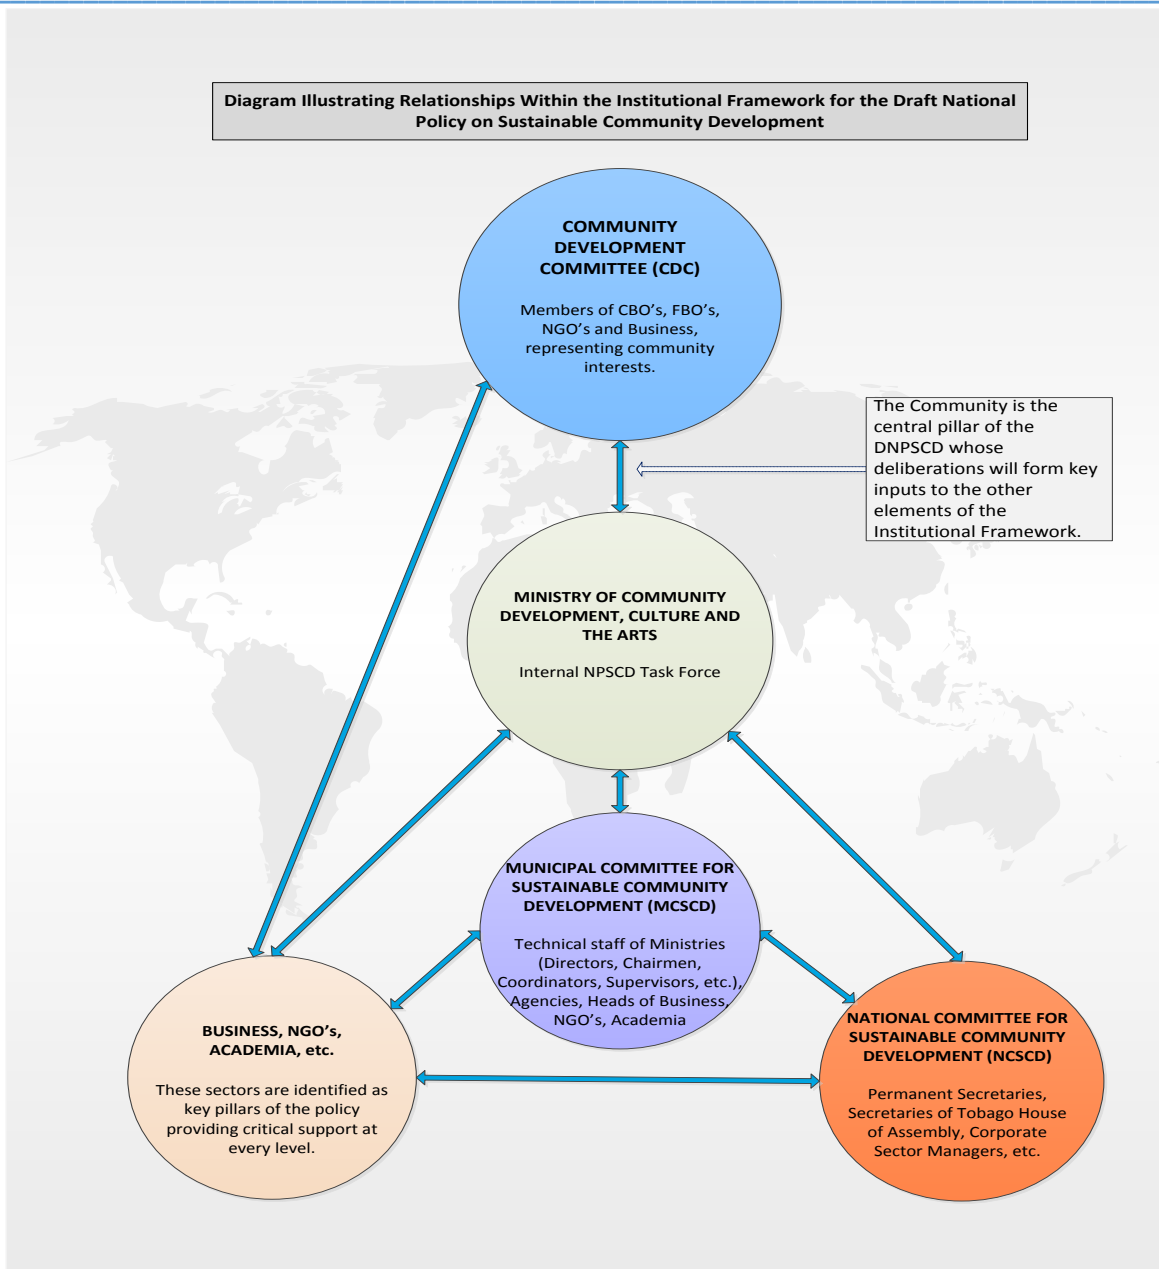 Diagram Illustrating Relationships Within the Institutional Framework for the Draft National
Policy on Sustainable Community Development
COMMUNITY
DEVELOPMENT
COMMITTEE (CDC)
Members of CBO’s, FBO’s,
NGO’s and Business,
representing community
interests.
The Community is the
central pillar of the
DNPSCD whose
deliberations will form key
inputs to the other
elements of the
Institutional Framework.
MINISTRY OF COMMUNITY
DEVELOPMENT, CULTURE AND
THE ARTS
Internal NPSCD Task Force
MUNICIPAL COMMITTEE FOR
SUSTAINABLE COMMUNITY
DEVELOPMENT (MCSCD)
Technical staff of Ministries
(Directors, Chairmen,
Coordinators, Supervisors, etc.),
Agencies, Heads of Business,
NGO’s, Academia
BUSINESS, NGO’s,
ACADEMIA, etc.
These sectors are identified as
key pillars of the policy
providing critical support at
every level.
NATIONAL COMMITTEE FOR
SUSTAINABLE COMMUNITY
DEVELOPMENT (NCSCD)
Permanent Secretaries,
Secretaries of Tobago House
of Assembly, Corporate
Sector Managers, etc.